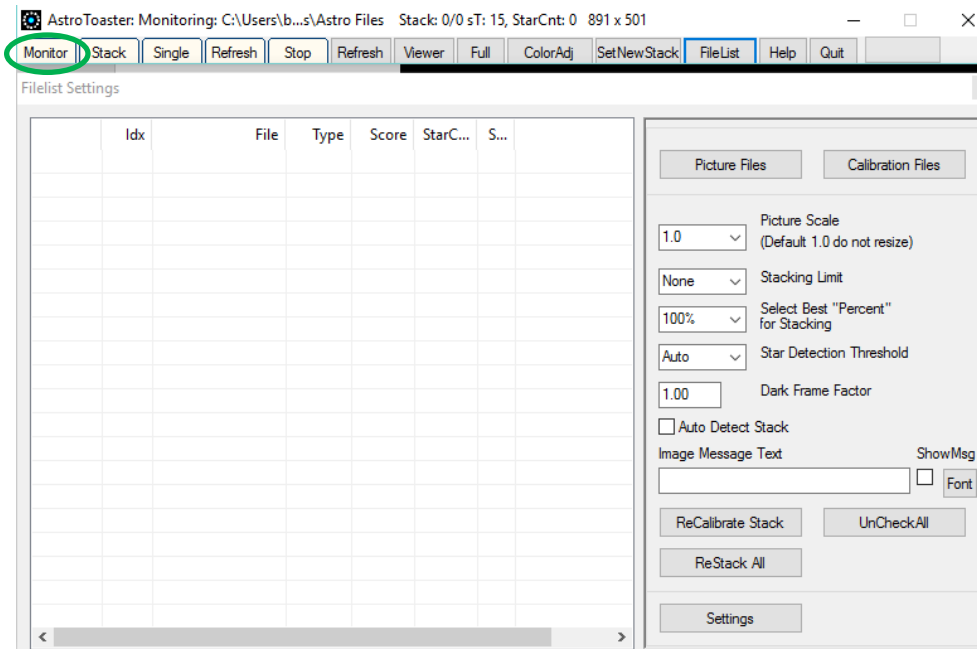 AstroToaster: Monitoring: C:\Users\b...s\Astro Files Stack: 0/0 sT: 15, StarCnt: 0 891 x 501
Monitor Stack Single Refresh Stop Refresh Viewer Full ColorAdj SetNewStack FileList Help Quit
Filelist Settings
Idx File Type Score StarC... S...
Picture Files Calibration Files
1.0 Picture Scale
(Default 1.0 do not resize)
None Stacking Limit
100% Select Best "Percent"
for Stacking
Auto Star Detection Threshold
1.00 Dark Frame Factor
Auto Detect Stack
Image Message Text ShowMsg
Font
ReCalibrate Stack UnCheckAll
ReStack All
Settings